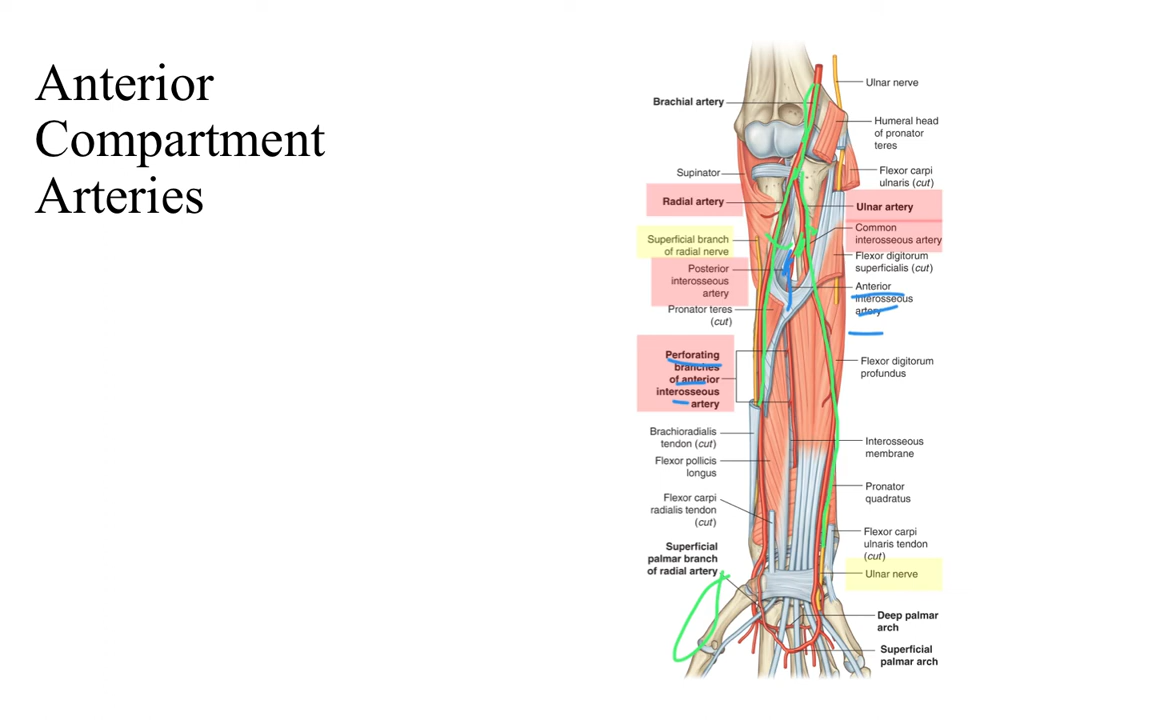 Anterior
Compartment
Arteries
Brachial artery
Supinator
Radial artery
Superficial branch
of radial nerve
Posterior
interosseous
artery
Pronator teres
(cut)
Perforating
branches
of anterior
interosseous
artery
Brachioradialis
tendon (cut)
Flexor pollicis
longus
Flexor carpi
radialis tendon
(cut)
Superficial
palmar branch
of radial artery
Ulnar nerve
Humeral head
of pronator
teres
Flexor carpi
ulnaris (cut)
Ulnar artery
Common
interosseous artery
Flexor digitorum
superficialis (cut)
Anterior
interosseous
artery
Flexor digitorum
profundus
Interosseous
membrane
Pronator
quadratus
Flexor carpi
ulnaris tendon
(cut)
Ulnar nerve
Deep palmar
arch
Superficial
palmar arch